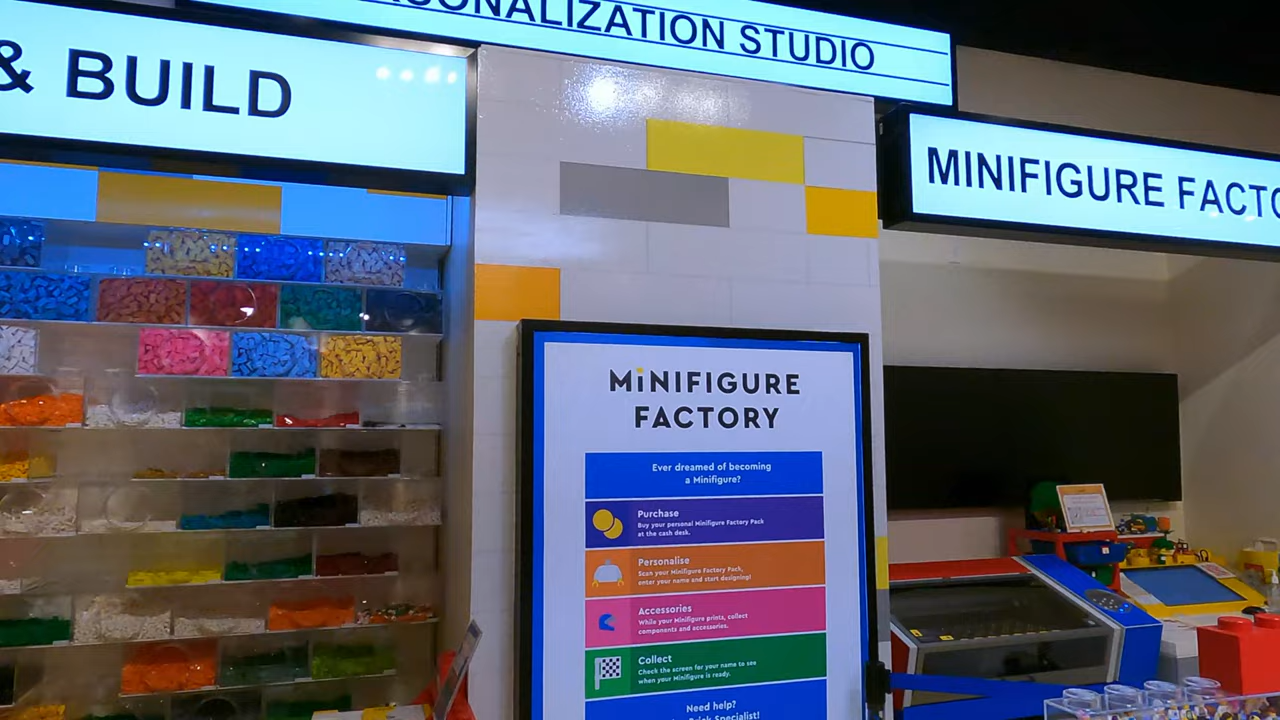 & BUILD
STUDIO
MINIFIGURE
MiNIFIGURE
FACTORY
Ever dreamed of becoming
a Minifigure?
Purchase
Buy your personal Minifigure Factory Pack
at the cash desk.
Personalise
Scan your Minifigure Factory Pack,
enter your name and start designing!
Accessories
While your Minifigure prints, collect
components and accessories.
Collect
Check the screen for your name to see
when your Minifigure is ready.
Need help?
Brick Specialist!